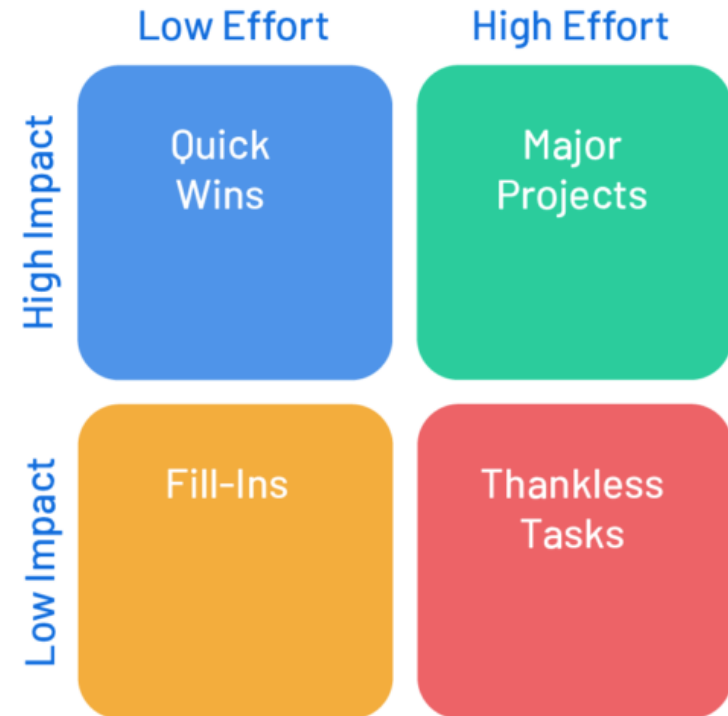 Low Effort
High Effort
High Impact
Quick
Wins
Major
Projects
Low Impact
Fill-Ins
Thankless
Tasks